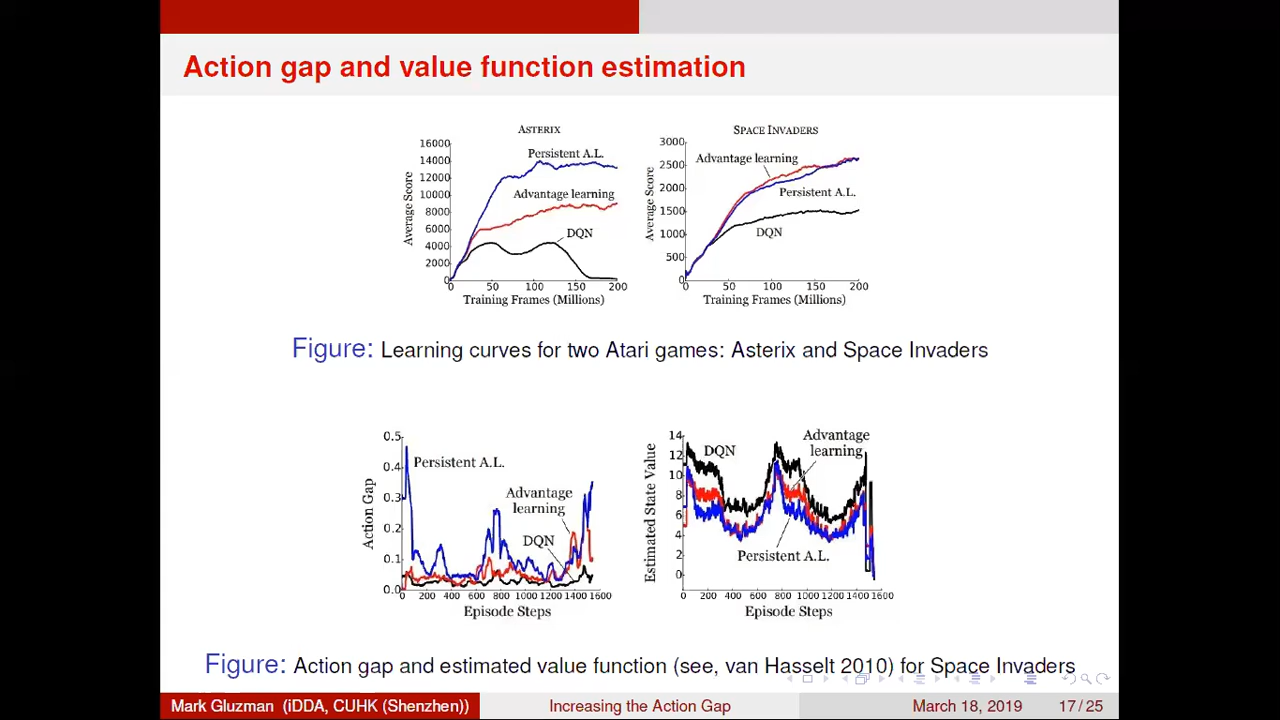 Action gap and value function estimation
ASTERIX
16000
14000
12000
10000
8000
6000
4000
2000
0
Average Score
Persistent A.L.
Advantage learning
DQN
0 50 100 150 200
Training Frames (Millions)
SPACE INVADERS
3000
2500
2000
1500
1000
500
0
Average Score
Advantage learning
Persistent A.L.
DQN
0 50 100 150 200
Training Frames (Millions)
Figure: Learning curves for two Atari games: Asterix and Space Invaders
0.5
0.4
0.3
0.2
0.1
0.0
Action Gap
Persistent A.L.
Advantage
learning
DQN
0 200 400 600 800 1000 1200 1400 1600
Episode Steps
14
12
10
8
6
4
2
0
Estimated State Value
DQN
Advantage
learning
Persistent A.L.
0 200 400 600 800 1000 1200 1400 1600
Episode Steps
Figure: Action gap and estimated value function (see, van Hasselt 2010) for Space Invaders
Mark Gluzman (iDDA, CUHK (Shenzhen)) Increasing the Action Gap March 18, 2019 17 / 25